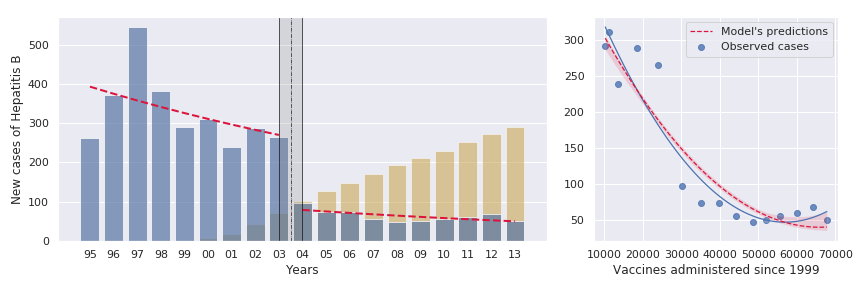 New cases of Hepatitis B
500
400
300
200
100
0
95 96 97 98 99 00 01 02 03 04 05 06 07 08 09 10 11 12 13
Years
Model's predictions
Observed cases
300
250
200
150
100
50
10000 20000 30000 40000 50000 60000 70000
Vaccines administered since 1999